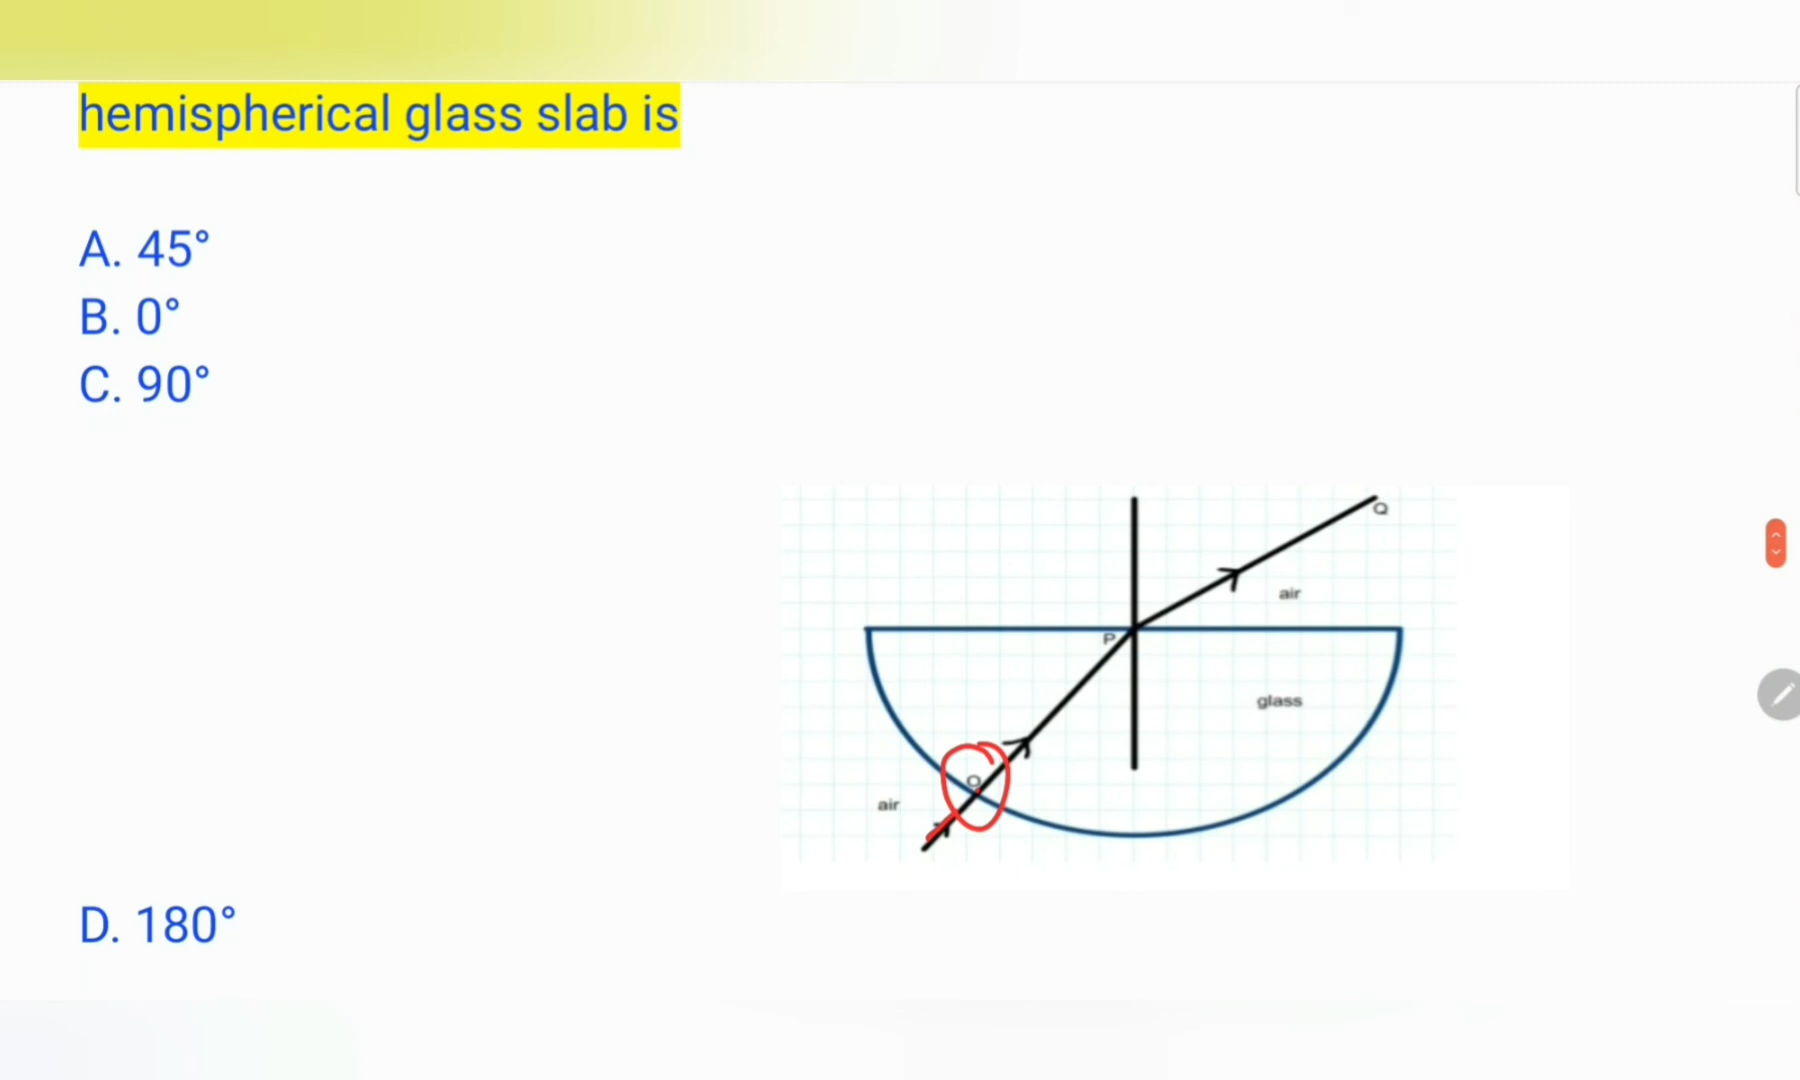 hemispherical glass slab is
A. 45°
B. 0°
C. 90°
Q
air
P
glass
O
air
D. 180°